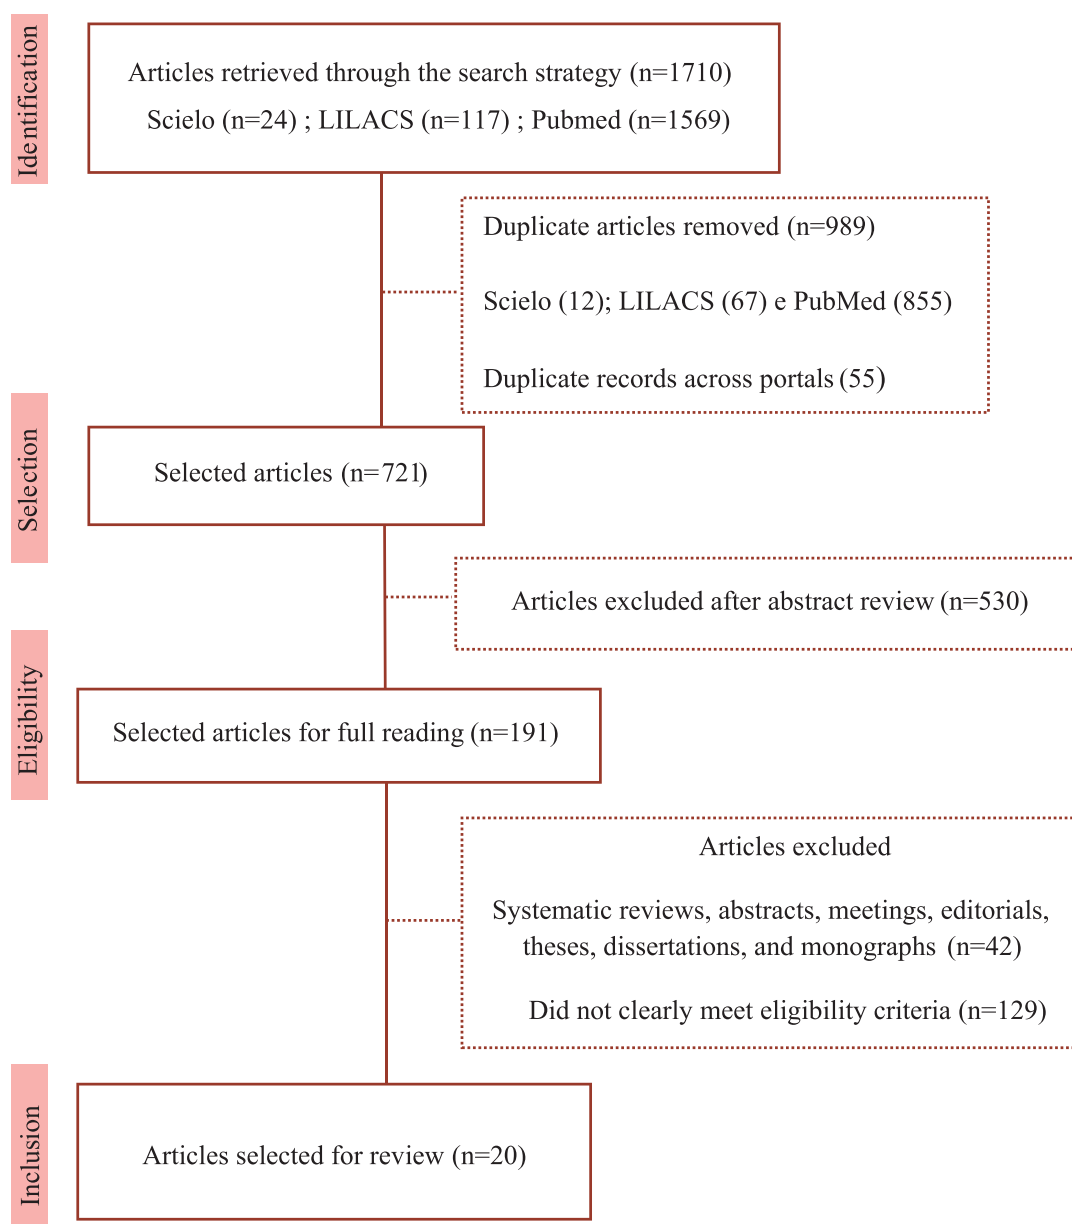 Identification
Articles retrieved through the search strategy (n=1710)
Scielo (n=24) ; LILACS (n=117) ; Pubmed (n=1569)
Duplicate articles removed (n=989)
Scielo (12); LILACS (67) e PubMed (855)
Duplicate records across portals (55)
Selection
Selected articles (n=721)
Articles excluded after abstract review (n=530)
Eligibility
Selected articles for full reading (n=191)
Articles excluded
Systematic reviews, abstracts, meetings, editorials,
theses, dissertations, and monographs (n=42)
Did not clearly meet eligibility criteria (n=129)
Inclusion
Articles selected for review (n=20)